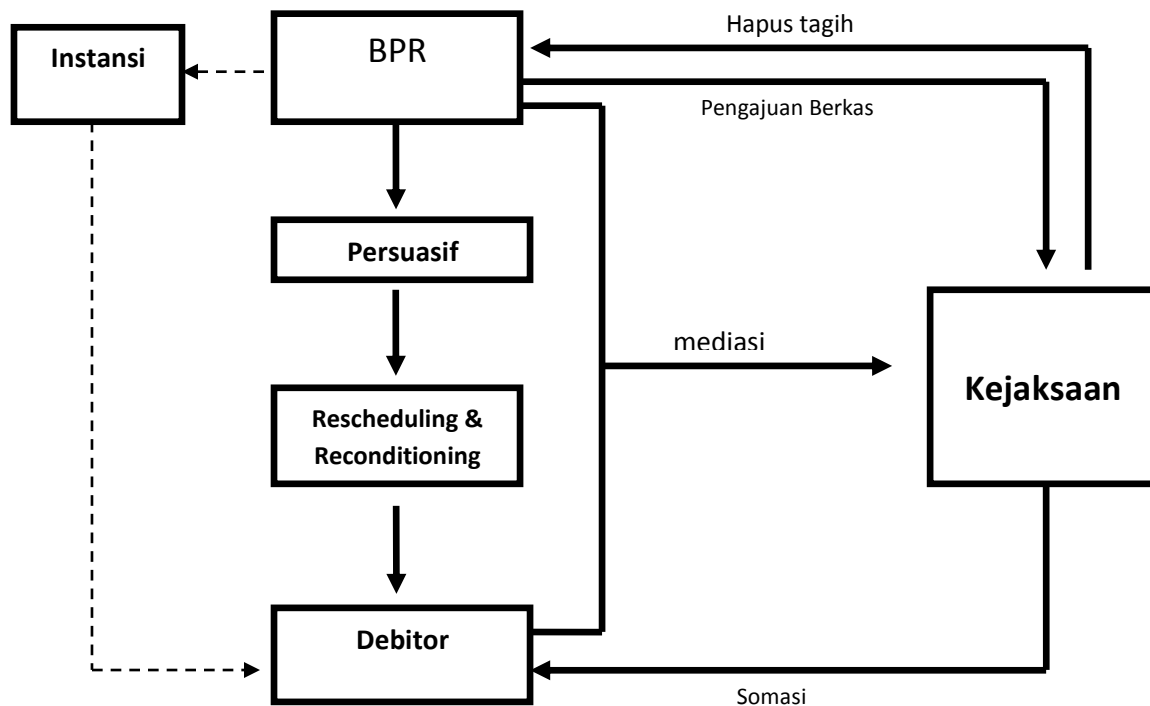 Hapus tagih
Instansi
BPR
Pengajuan Berkas
Persuasif
mediasi
Kejaksaan
Rescheduling &
Reconditioning
Debitor
Somasi